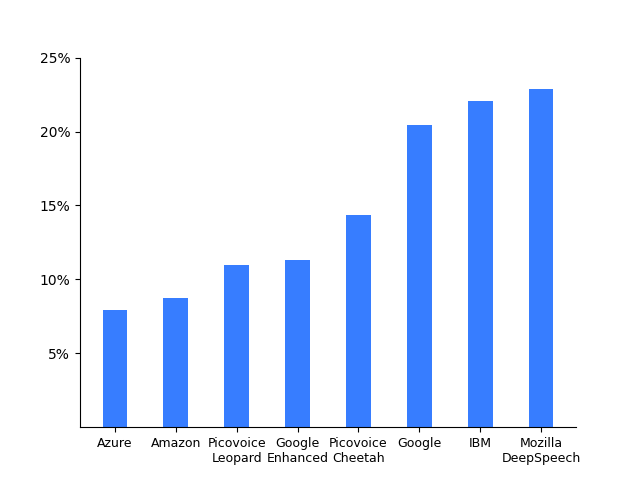 25%
20%
15%
10%
5%
Azure
Amazon
Picovoice
Leopard
Google
Enhanced
Picovoice
Cheetah
Google
IBM
Mozilla
DeepSpeech